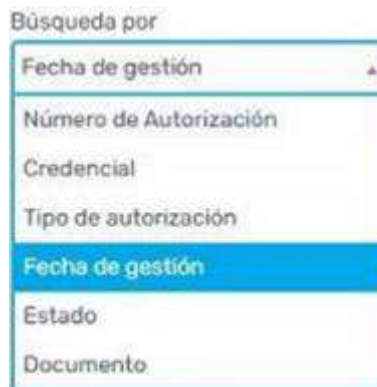 Búsqueda por
Fecha de gestión
Número de Autorización
Credencial
Tipo de autorización
Fecha de gestión
Estado
Documento